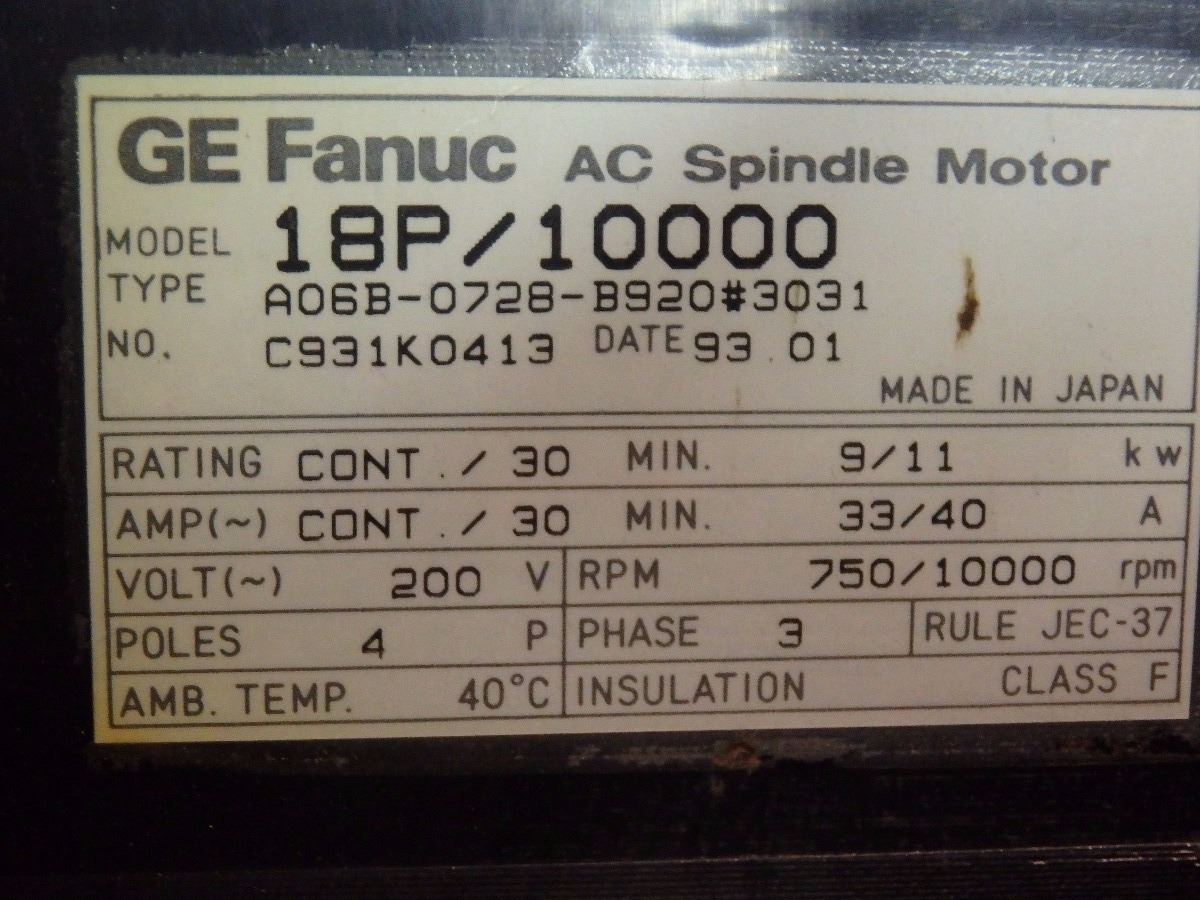 GE Fanuc AC Spindle Motor
MODEL 18P/10000
TYPE A06B-0728-B920#3031
NO. C931K0413 DATE 93.01
MADE IN JAPAN
RATING CONT./30 MIN. 9/11 kw
AMP(~) CONT./30 MIN. 33/40 A
VOLT(~) 200 V RPM 750/10000 rpm
POLES 4 P PHASE 3 RULE JEC-37
AMB. TEMP. 40°C INSULATION CLASS F